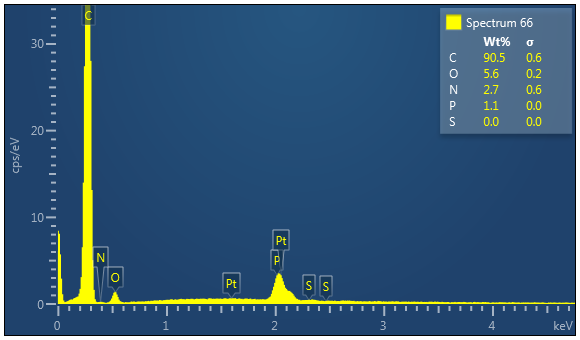 Spectrum 66
Wt% σ
C 90.5 0.6
O 5.6 0.2
N 2.7 0.6
P 1.1 0.0
S 0.0 0.0
cps/eV
30
20
10
0
C
N
O
Pt
Pt
P
S
S
0 1 2 3 4 keV